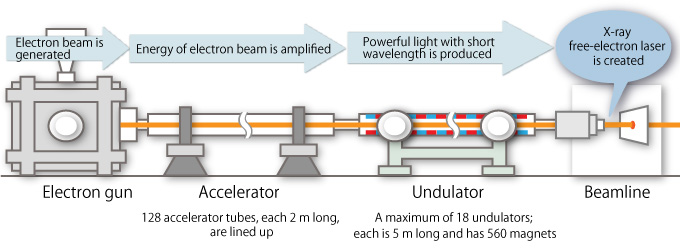 Electron beam is
generated
Energy of electron beam is amplified
Powerful light with short
wavelength is produced
X-ray
free-electron laser
is created
Electron gun
Accelerator
Undulator
Beamline
128 accelerator tubes, each 2 m long,
are lined up
A maximum of 18 undulators;
each is 5 m long and has 560 magnets